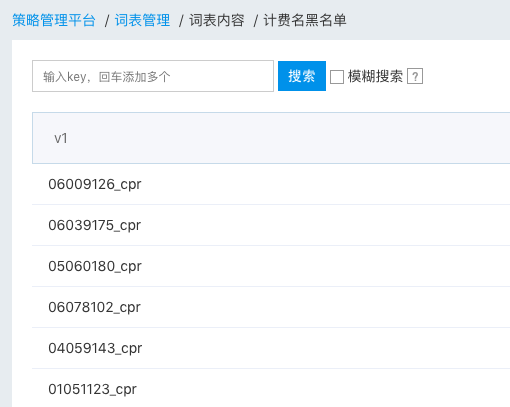 策略管理平台 / 词表管理 / 词表内容 / 计费名黑名单
输入key，回车添加多个 搜索 模糊搜索 ?
v1
06009126_cpr
06039175_cpr
05060180_cpr
06078102_cpr
04059143_cpr
01051123_cpr